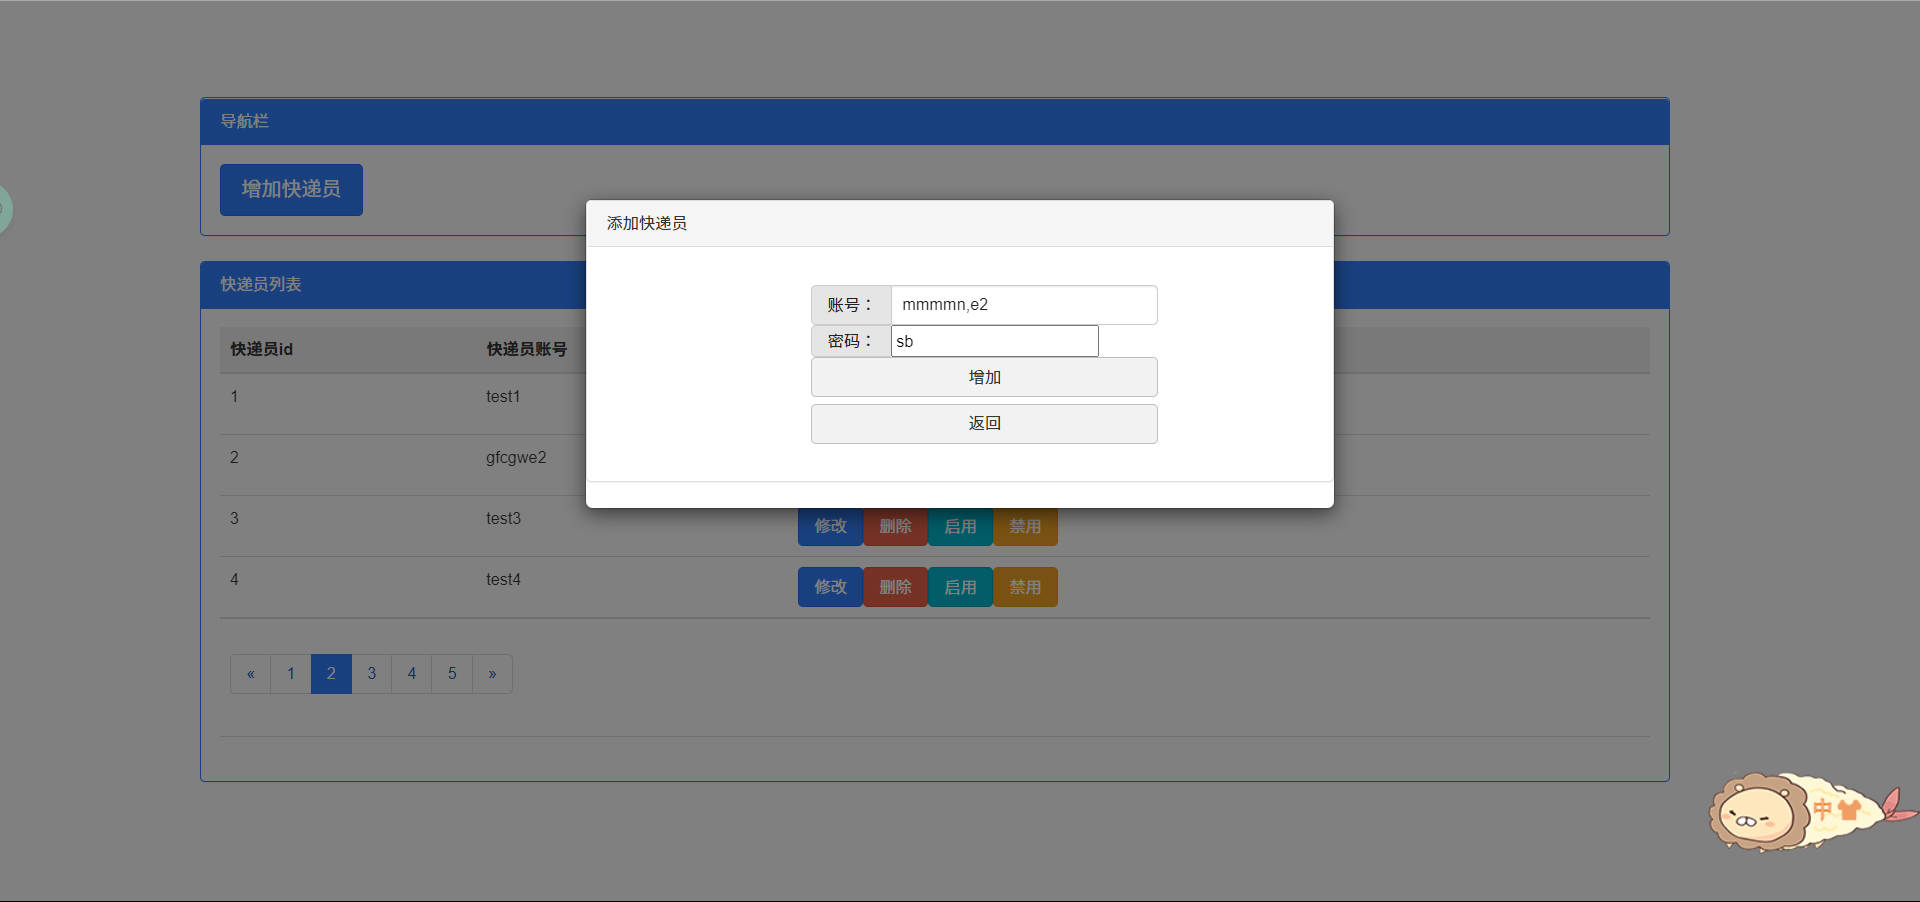 导航栏
增加快递员
添加快递员
账号： mmmmn,e2
密码： sb
增加
返回
快递员列表
快递员id 快递员账号
1 test1
2 gfcgwe2
3 test3 修改 删除 启用 禁用
4 test4 修改 删除 启用 禁用
« 1 2 3 4 5 »
中